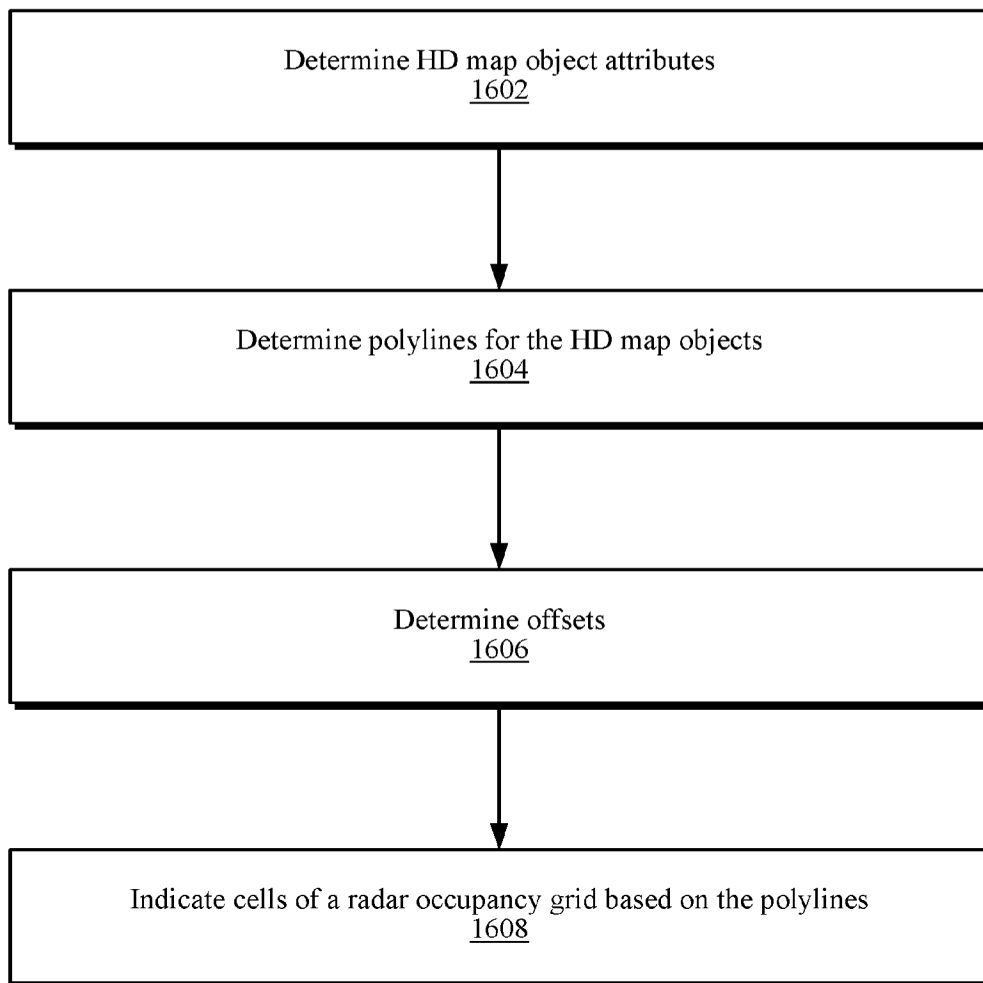 Determine HD map object attributes
1602
Determine polylines for the HD map objects
1604
Determine offsets
1606
Indicate cells of a radar occupancy grid based on the polylines
1608